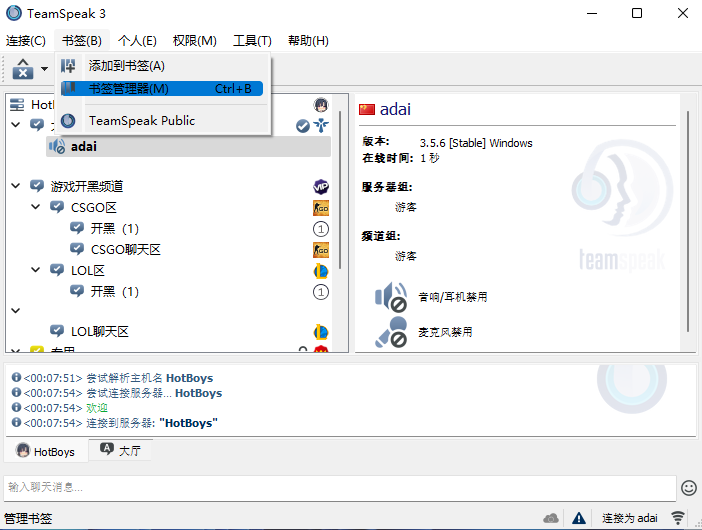 TeamSpeak 3
连接(C) 书签(B) 个人(E) 权限(M) 工具(T) 帮助(H)
添加到书签(A)
书签管理器(M) Ctrl+B
TeamSpeak Public
adai
游戏开黑频道
VIP
CSGO区
GO
开黑（1）
1
CSGO聊天区
GO
LOL区
开黑（1）
1
LOL聊天区
adai
版本: 3.5.6 [Stable] Windows
在线时间: 1 秒
服务器组:
游客
频道组:
游客
音响/耳机禁用
麦克风禁用
teamspeak
<00:07:51> 尝试解析主机名 HotBoys
<00:07:54> 尝试连接服务器... HotBoys
<00:07:54> 欢迎
<00:07:54> 连接到服务器: "HotBoys"
HotBoys A 大厅
输入聊天消息...
管理书签 连接为 adai